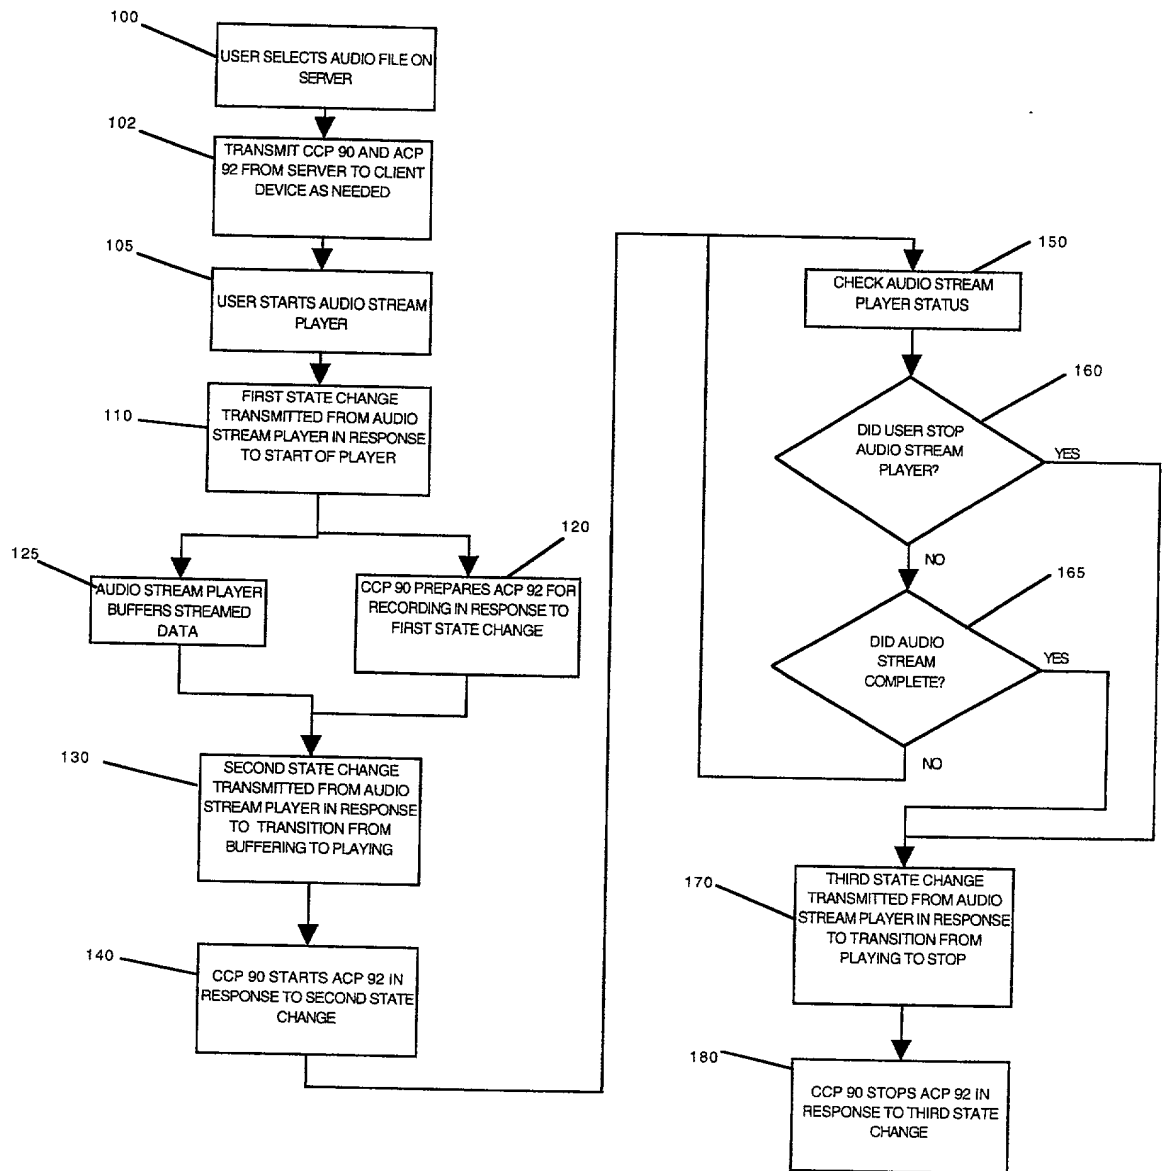 100
USER SELECTS AUDIO FILE ON
SERVER
102
TRANSMIT CCP 90 AND ACP
92 FROM SERVER TO CLIENT
DEVICE AS NEEDED
105
USER STARTS AUDIO STREAM
PLAYER
110
FIRST STATE CHANGE
TRANSMITTED FROM AUDIO
STREAM PLAYER IN RESPONSE
TO START OF PLAYER
125
AUDIO STREAM PLAYER
BUFFERS STREAMED
DATA
120
CCP 90 PREPARES ACP 92 FOR
RECORDING IN RESPONSE TO
FIRST STATE CHANGE
130
SECOND STATE CHANGE
TRANSMITTED FROM AUDIO
STREAM PLAYER IN RESPONSE
TO TRANSITION FROM
BUFFERING TO PLAYING
140
CCP 90 STARTS ACP 92 IN
RESPONSE TO SECOND STATE
CHANGE
150
CHECK AUDIO STREAM
PLAYER STATUS
160
DID USER STOP
AUDIO STREAM
PLAYER?
YES
NO
165
DID AUDIO
STREAM
COMPLETE?
YES
NO
170
THIRD STATE CHANGE
TRANSMITTED FROM AUDIO
STREAM PLAYER IN RESPONSE
TO TRANSITION FROM
PLAYING TO STOP
180
CCP 90 STOPS ACP 92 IN
RESPONSE TO THIRD STATE
CHANGE